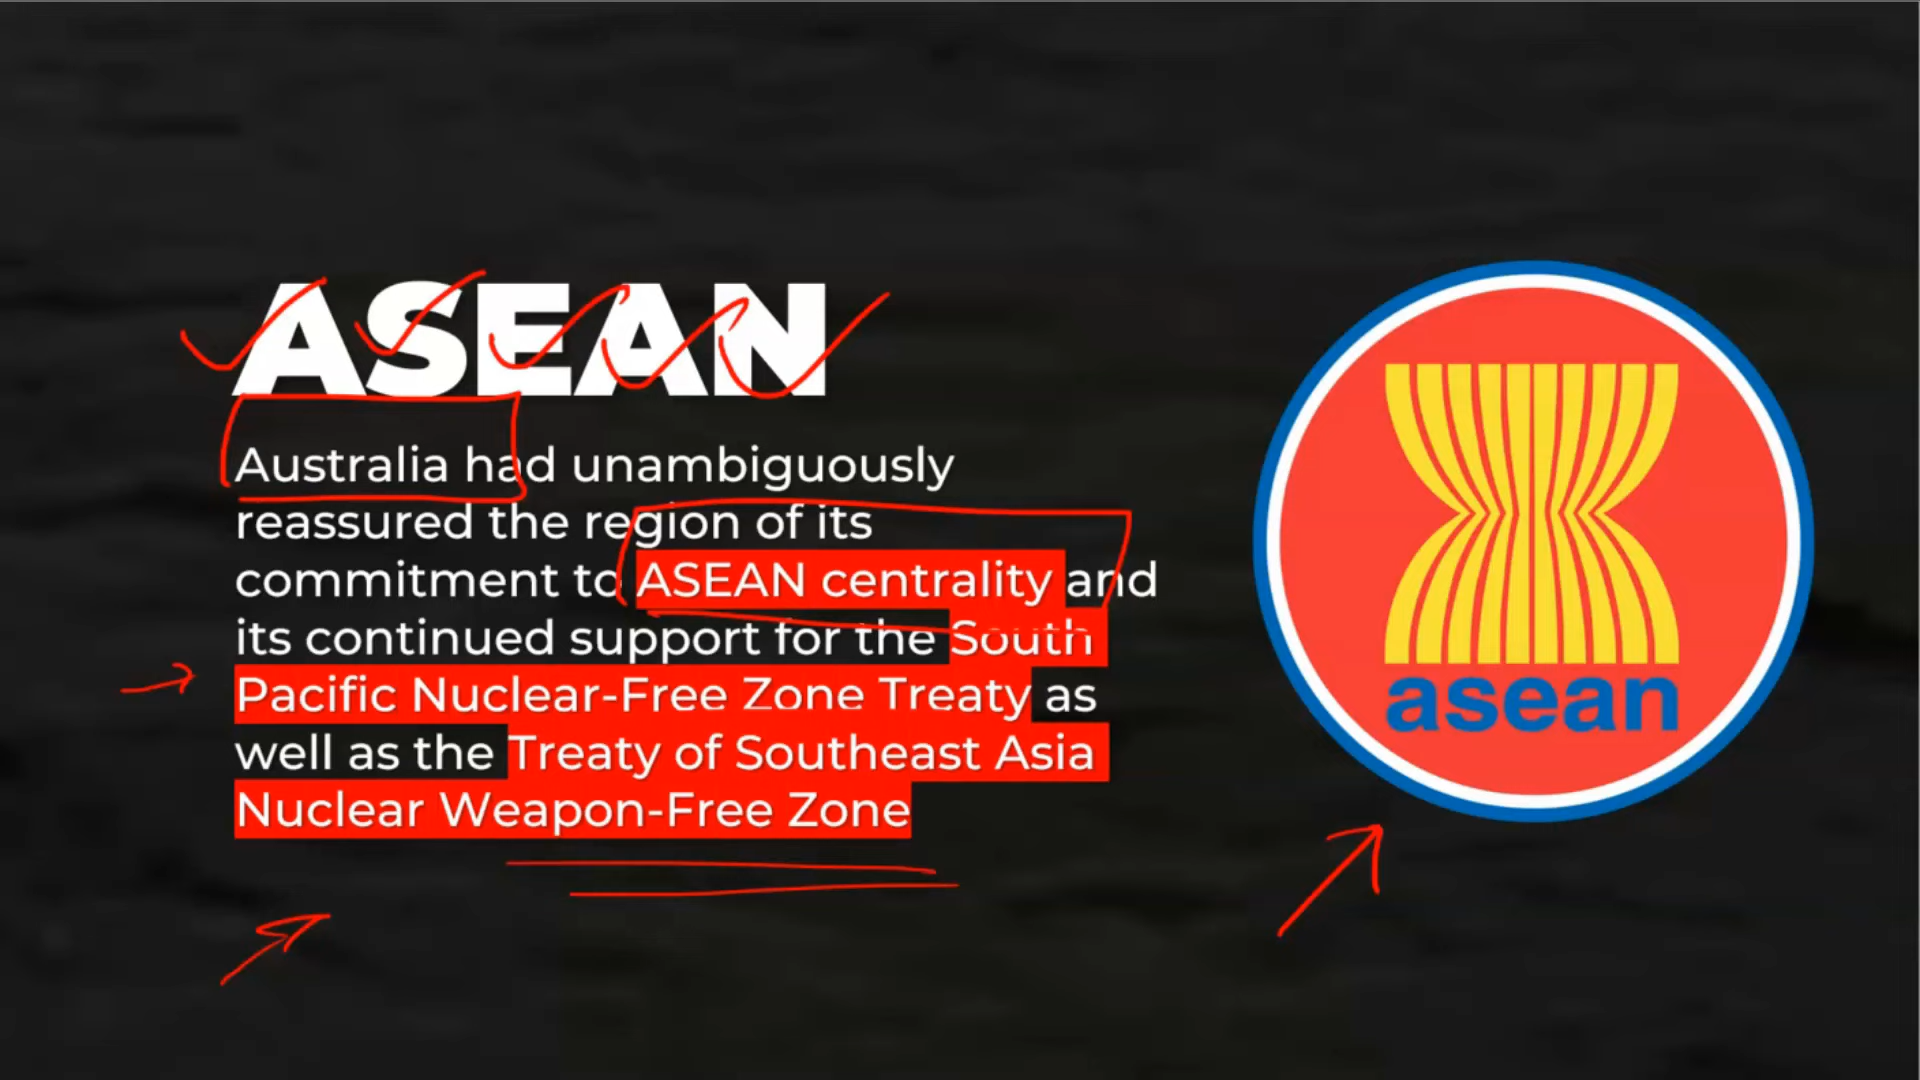 ASEAN
Australia had unambiguously
reassured the region of its
commitment to ASEAN centrality and
its continued support for the South
Pacific Nuclear-Free Zone Treaty as
well as the Treaty of Southeast Asia
Nuclear Weapon-Free Zone
asean